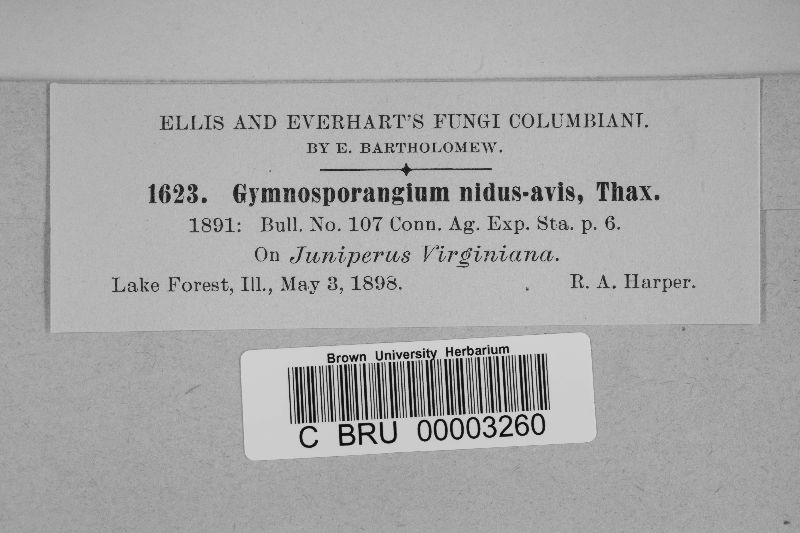 ELLIS AND EVERHART'S FUNGI COLUMBIANI.
BY E. BARTHOLOMEW.
1623. Gymnosporangium nidus-avis, Thax.
1891: Bull. No. 107 Conn. Ag. Exp. Sta. p. 6.
On Juniperus Virginiana.
Lake Forest, Ill., May 3, 1898. R. A. Harper.
Brown University Herbarium
C BRU 00003260